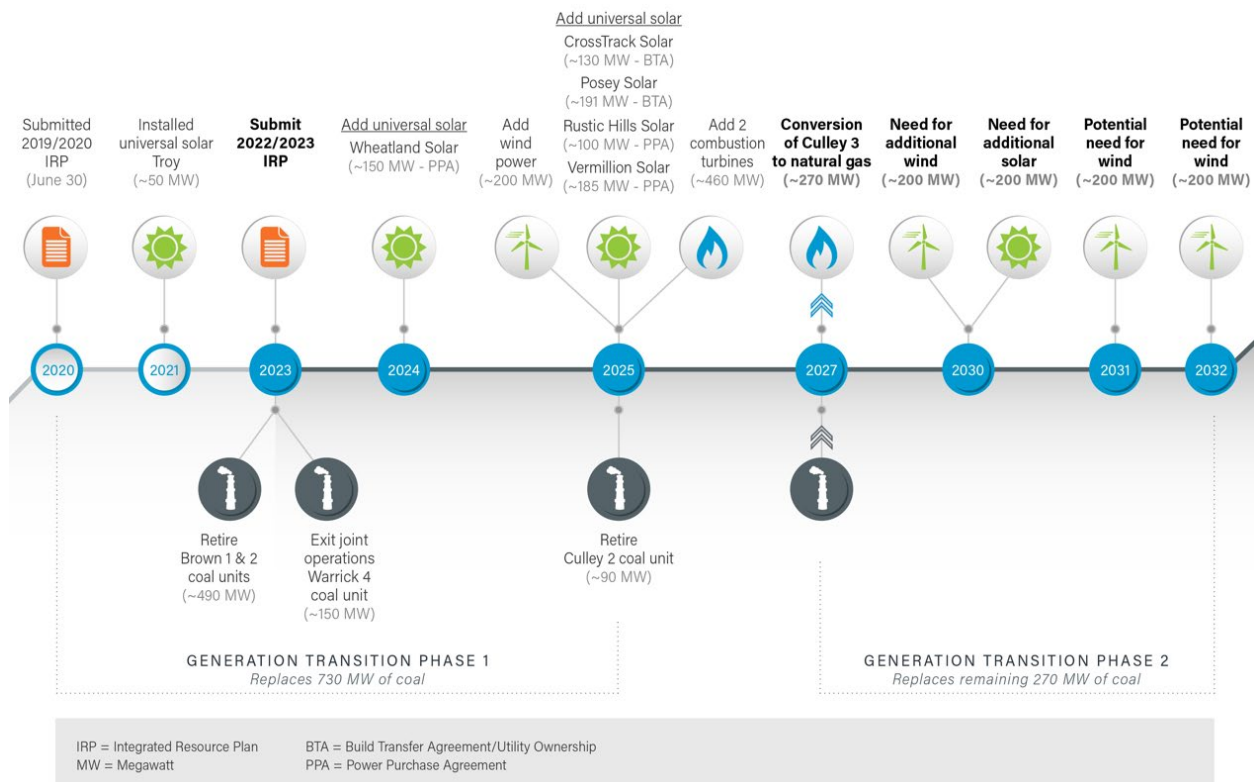 Submitted
2019/2020
IRP
(June 30)
Installed
universal solar
Troy
(~50 MW)
Submit
2022/2023
IRP
Add universal solar
Wheatland Solar
(~150 MW - PPA)
Add
wind
power
(~200 MW)
Add universal solar
CrossTrack Solar
(~130 MW - BTA)
Posey Solar
(~191 MW - BTA)
Rustic Hills Solar
(~100 MW - PPA)
Vermillion Solar
(~185 MW - PPA)
Add 2
combustion
turbines
(~460 MW)
Conversion
of Culley 3
to natural gas
(~270 MW)
Need for
additional
wind
(~200 MW)
Need for
additional
solar
(~200 MW)
Potential
need for
wind
(~200 MW)
Potential
need for
wind
(~200 MW)
2020
2021
2023
2024
2025
2027
2030
2031
2032
Retire
Brown 1 & 2
coal units
(~490 MW)
Exit joint
operations
Warrick 4
coal unit
(~150 MW)
Retire
Culley 2 coal unit
(~90 MW)
GENERATION TRANSITION PHASE 1
Replaces 730 MW of coal
GENERATION TRANSITION PHASE 2
Replaces remaining 270 MW of coal
IRP = Integrated Resource Plan
MW = Megawatt
BTA = Build Transfer Agreement/Utility Ownership
PPA = Power Purchase Agreement